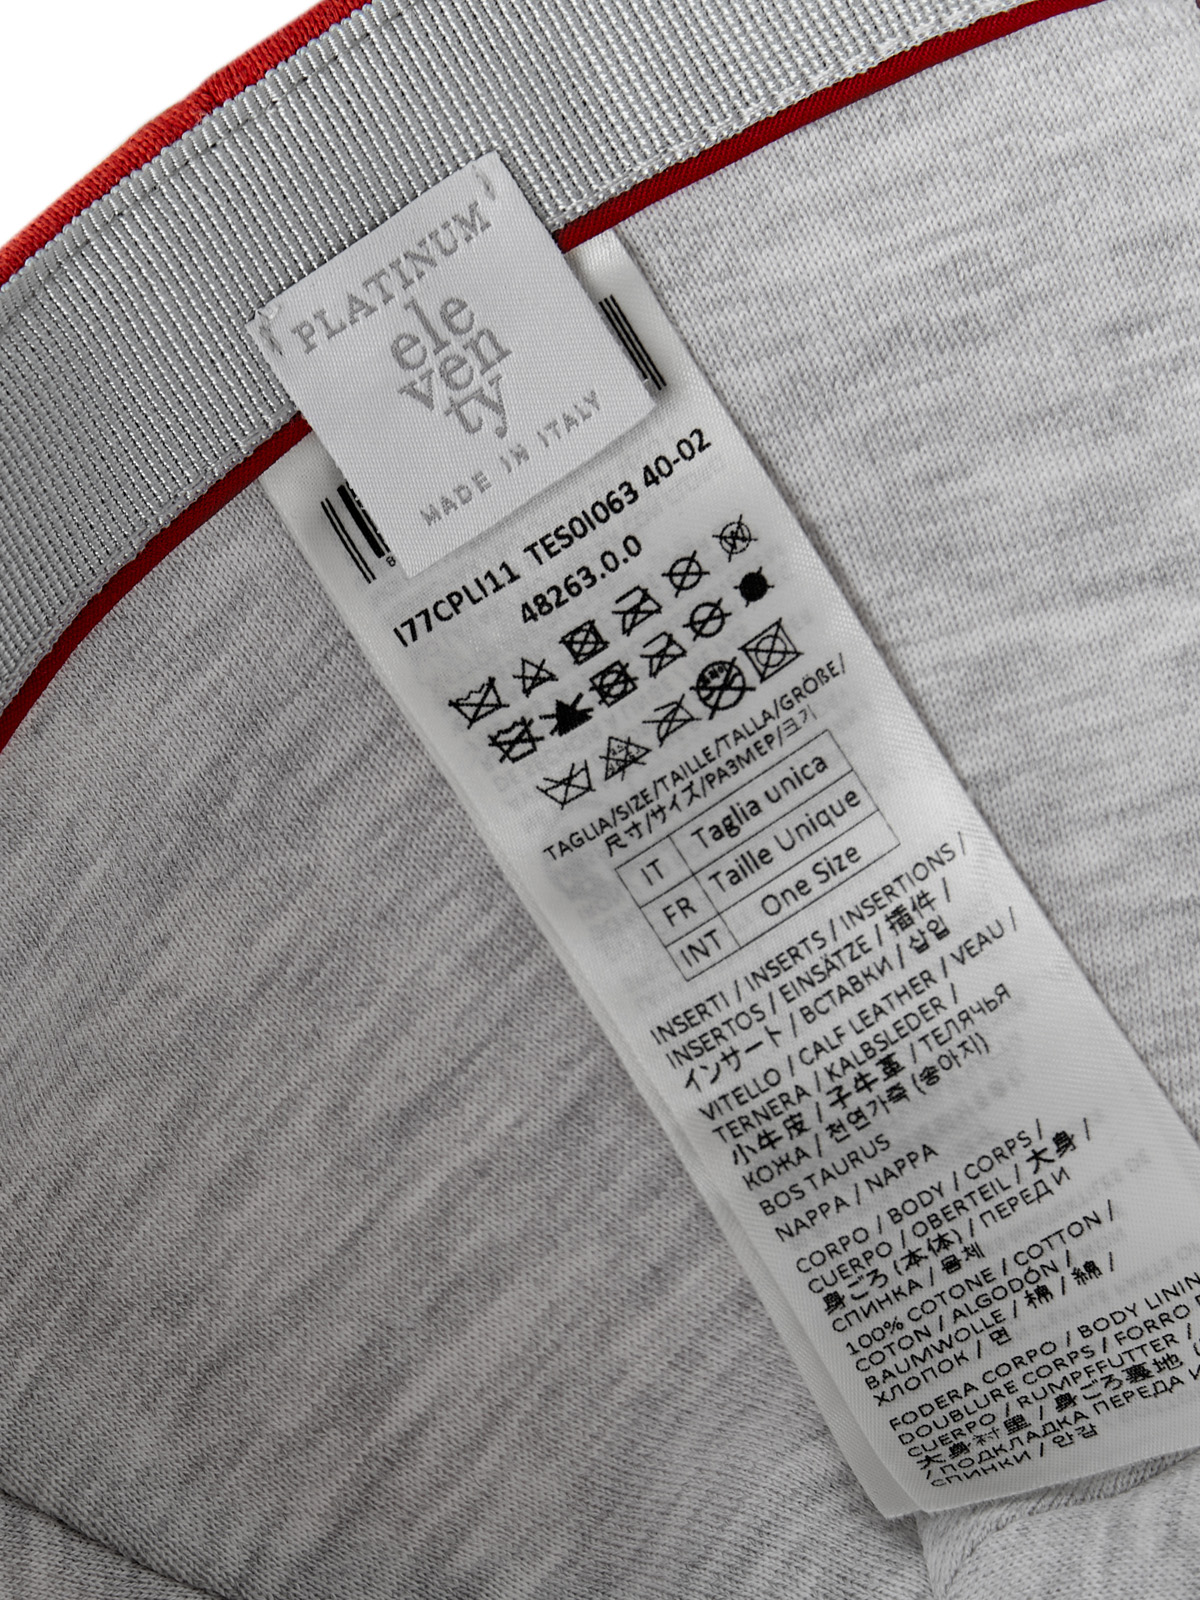 PLATINUM
ele
ven
ty
MADE IN ITALY
8
I77CPLI11 TES0I063 40-02
48263.0.0
TAGLIA/SIZE/TAILLE/TALLA/GRÖßE/
尺寸/サイズ/РАЗМЕР/크기
IT Taglia unica
FR Taille Unique
INT One Size
INSERTI / INSERTS / INSERTIONS /
INSERTOS / EINSÄTZE / 插件 /
インサート / ВСТАВКИ / 삽입
VITELLO / CALF LEATHER / VEAU /
TERNERA / KALBSLEDER /
小牛皮 / 子牛革 / ТЕЛЯЧЬЯ
КОЖА / 천연가죽 (송아지)
BOS TAURUS
NAPPA / NAPPA
CORPO / BODY / CORPS /
CUERPO / OBERTEIL / 大身 /
身ごろ (本体) / ПЕРЕД И
СПИНКА / 몸체
100% COTONE / COTTON /
COTON / ALGODÓN /
BAUMWOLLE / 棉 / 綿 /
ХЛОПОК / 면
FODERA CORPO / BODY LININ
DOUBLURE CORPS / FORRO
CUERPO / RUMPFFUTTER /
大身衬里 / 身ごろ裏地
/ ПОДКЛАДКА ПЕРЕДА И
СПИНКИ / 안감